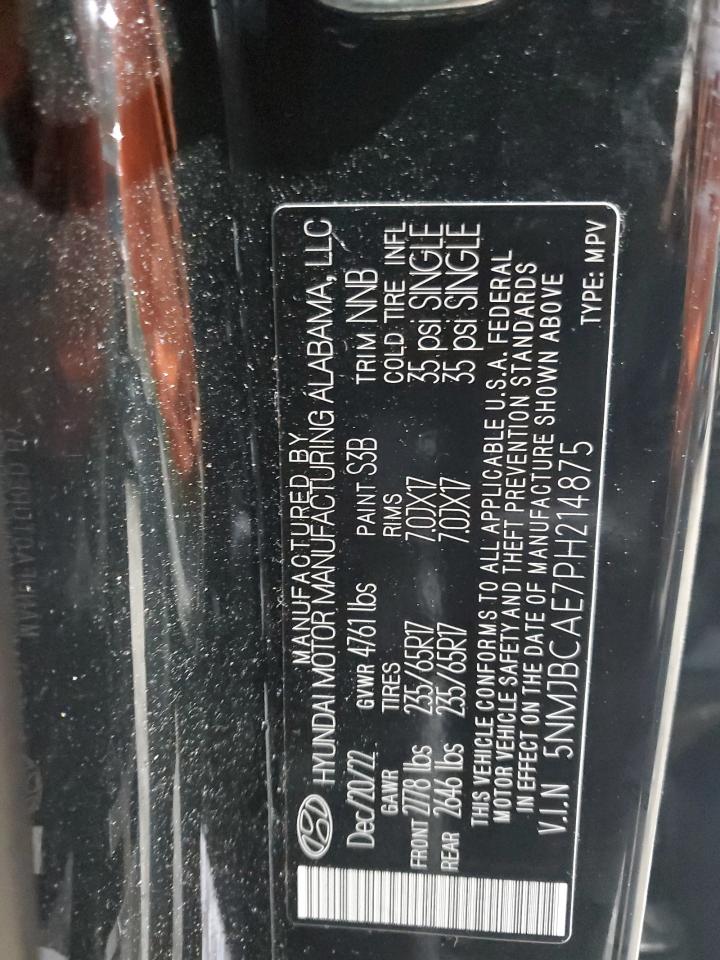 MANUFACTURED BY
HYUNDAI MOTOR MANUFACTURING ALABAMA, LLC
Dec/20/22 GVWR 4761 lbs PAINT S3B TRIM NNB
GAWR TIRES RIMS COLD TIRE INFL
FRONT 2778 lbs 235/65R17 7.0JX17 35 psi SINGLE
REAR 2646 lbs 235/65R17 7.0JX17 35 psi SINGLE
THIS VEHICLE CONFORMS TO ALL APPLICABLE U.S.A. FEDERAL
MOTOR VEHICLE SAFETY AND THEFT PREVENTION STANDARDS
IN EFFECT ON THE DATE OF MANUFACTURE SHOWN ABOVE
V.I.N 5NMJBCAE7PH214875
TYPE: MPV